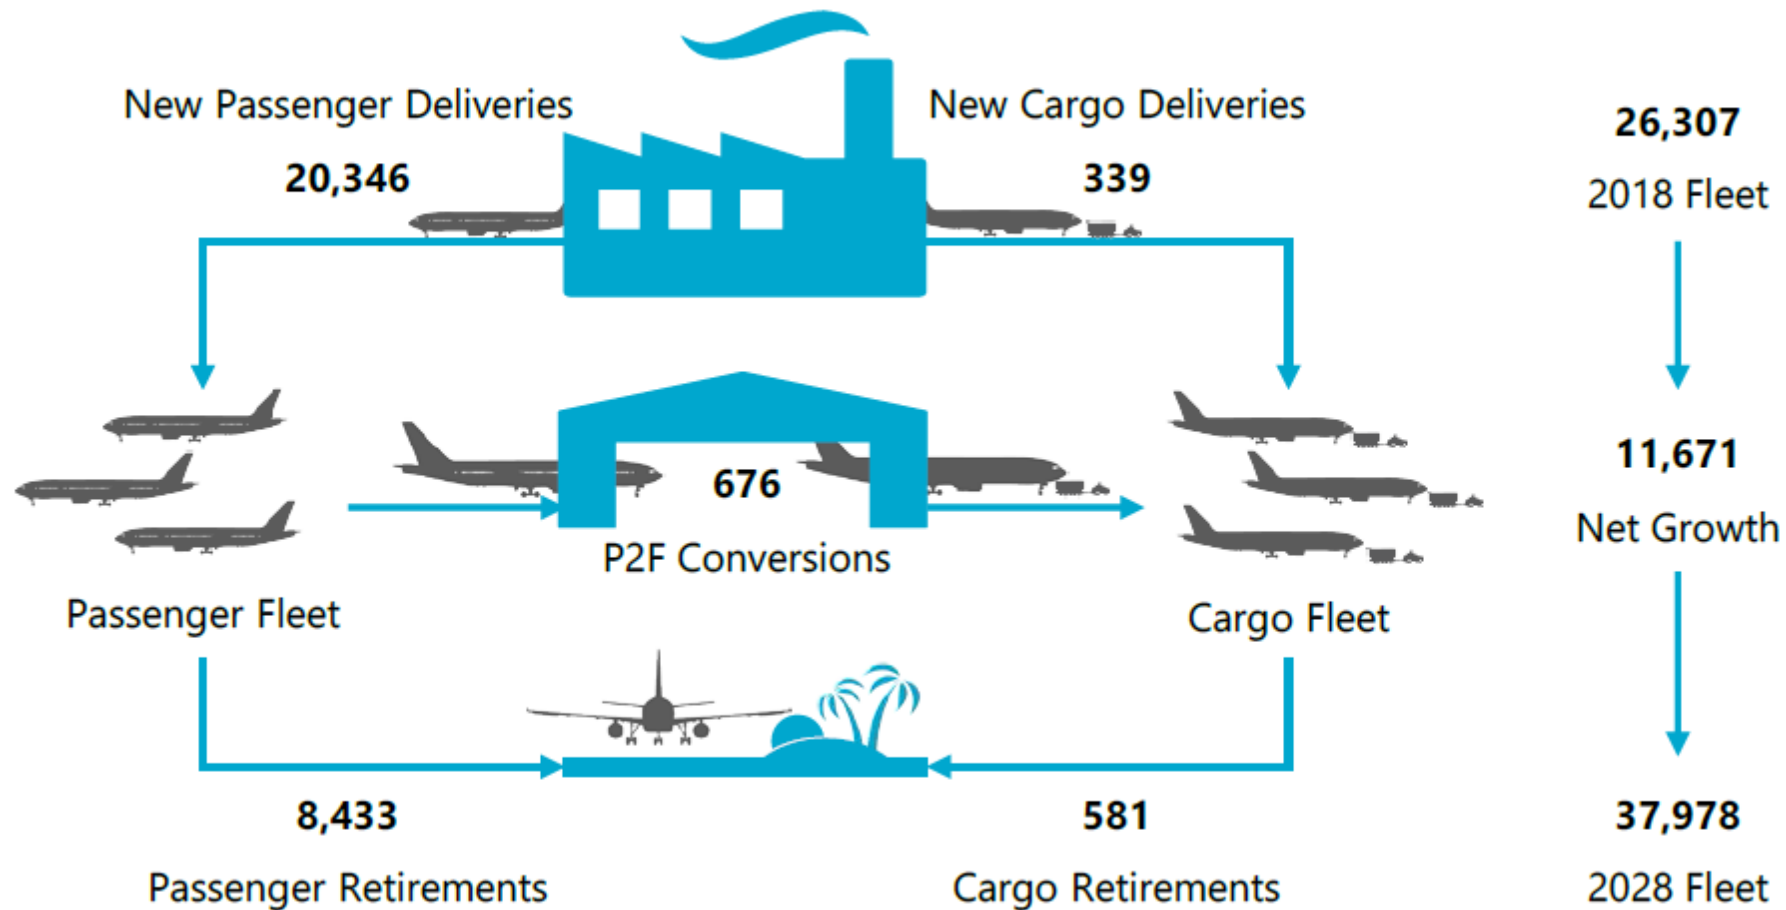 New Passenger Deliveries
20,346
New Cargo Deliveries
339
26,307
2018 Fleet
676
P2F Conversions
11,671
Net Growth
Passenger Fleet
Cargo Fleet
8,433
Passenger Retirements
581
Cargo Retirements
37,978
2028 Fleet